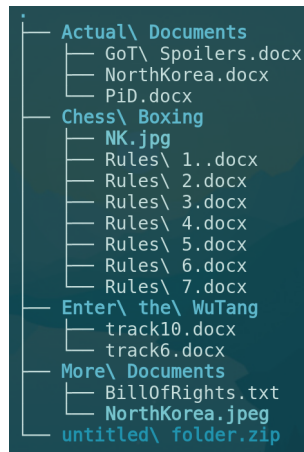 .
├── Actual\ Documents
│   ├── GoT\ Spoilers.docx
│   ├── NorthKorea.docx
│   └── PiD.docx
├── Chess\ Boxing
│   ├── NK.jpg
│   ├── Rules\ 1..docx
│   ├── Rules\ 2.docx
│   ├── Rules\ 3.docx
│   ├── Rules\ 4.docx
│   ├── Rules\ 5.docx
│   ├── Rules\ 6.docx
│   └── Rules\ 7.docx
├── Enter\ the\ WuTang
│   ├── track10.docx
│   └── track6.docx
├── More\ Documents
│   ├── BillOfRights.txt
│   └── NorthKorea.jpeg
└── untitled\ folder.zip